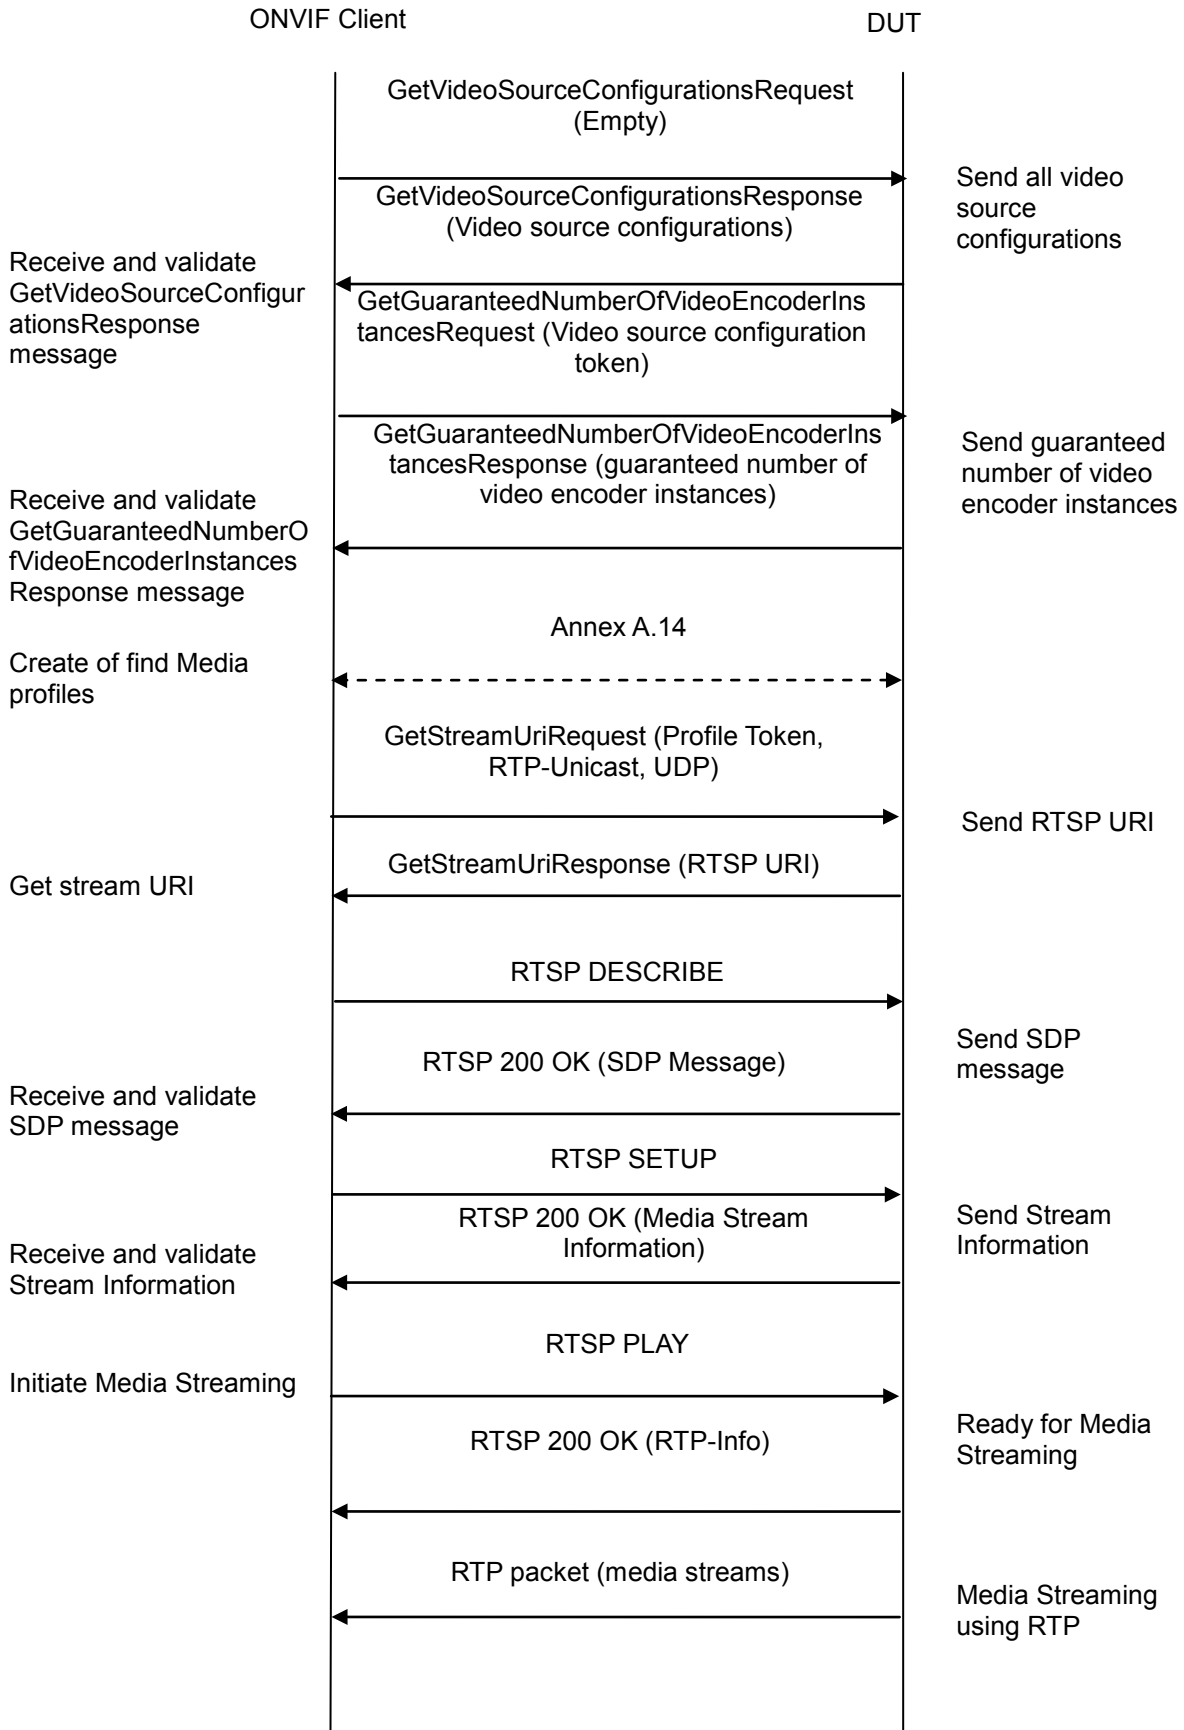 ONVIF Client
DUT
GetVideoSourceConfigurationsRequest
(Empty)
Send all video
source
configurations
GetVideoSourceConfigurationsResponse
(Video source configurations)
Receive and validate
GetVideoSourceConfigur
ationsResponse
message
GetGuaranteedNumberOfVideoEncoderIns
tancesRequest (Video source configuration
token)
Send guaranteed
number of video
encoder instances
GetGuaranteedNumberOfVideoEncoderIns
tancesResponse (guaranteed number of
video encoder instances)
Receive and validate
GetGuaranteedNumberO
fVideoEncoderInstances
Response message
Annex A.14
Create of find Media
profiles
GetStreamUriRequest (Profile Token,
RTP-Unicast, UDP)
Send RTSP URI
GetStreamUriResponse (RTSP URI)
Get stream URI
RTSP DESCRIBE
Send SDP
message
RTSP 200 OK (SDP Message)
Receive and validate
SDP message
RTSP SETUP
Send Stream
Information
RTSP 200 OK (Media Stream
Information)
Receive and validate
Stream Information
RTSP PLAY
Initiate Media Streaming
Ready for Media
Streaming
RTSP 200 OK (RTP-Info)
RTP packet (media streams)
Media Streaming
using RTP